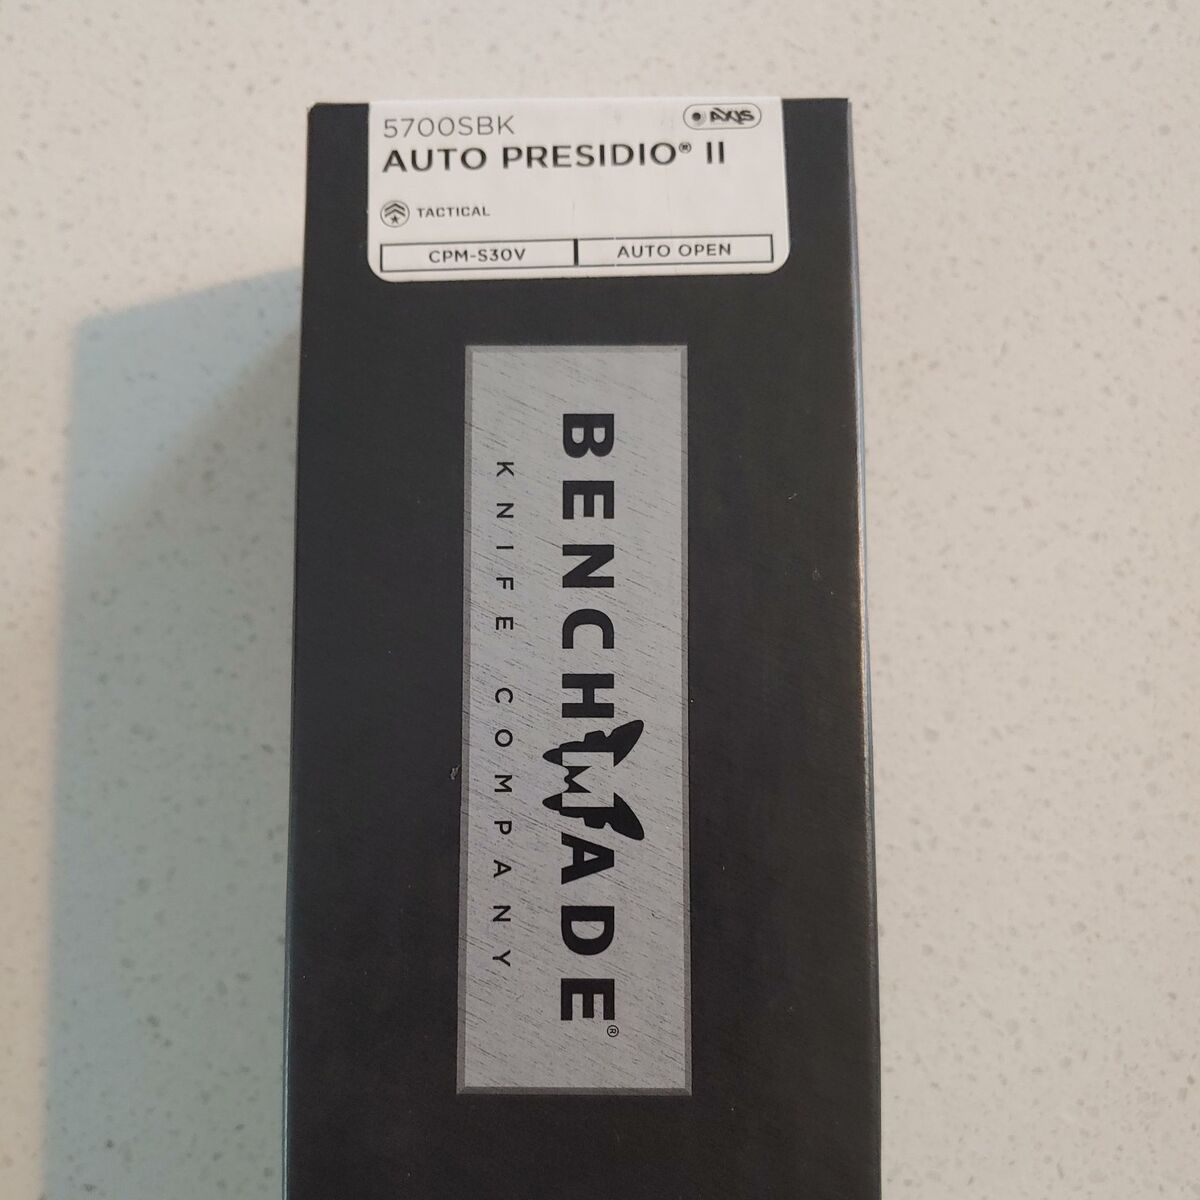 5700SBK
AXIS
AUTO PRESIDIO® II
TACTICAL
CPM-S30V
AUTO OPEN
BENCHMADE®
KNIFE COMPANY